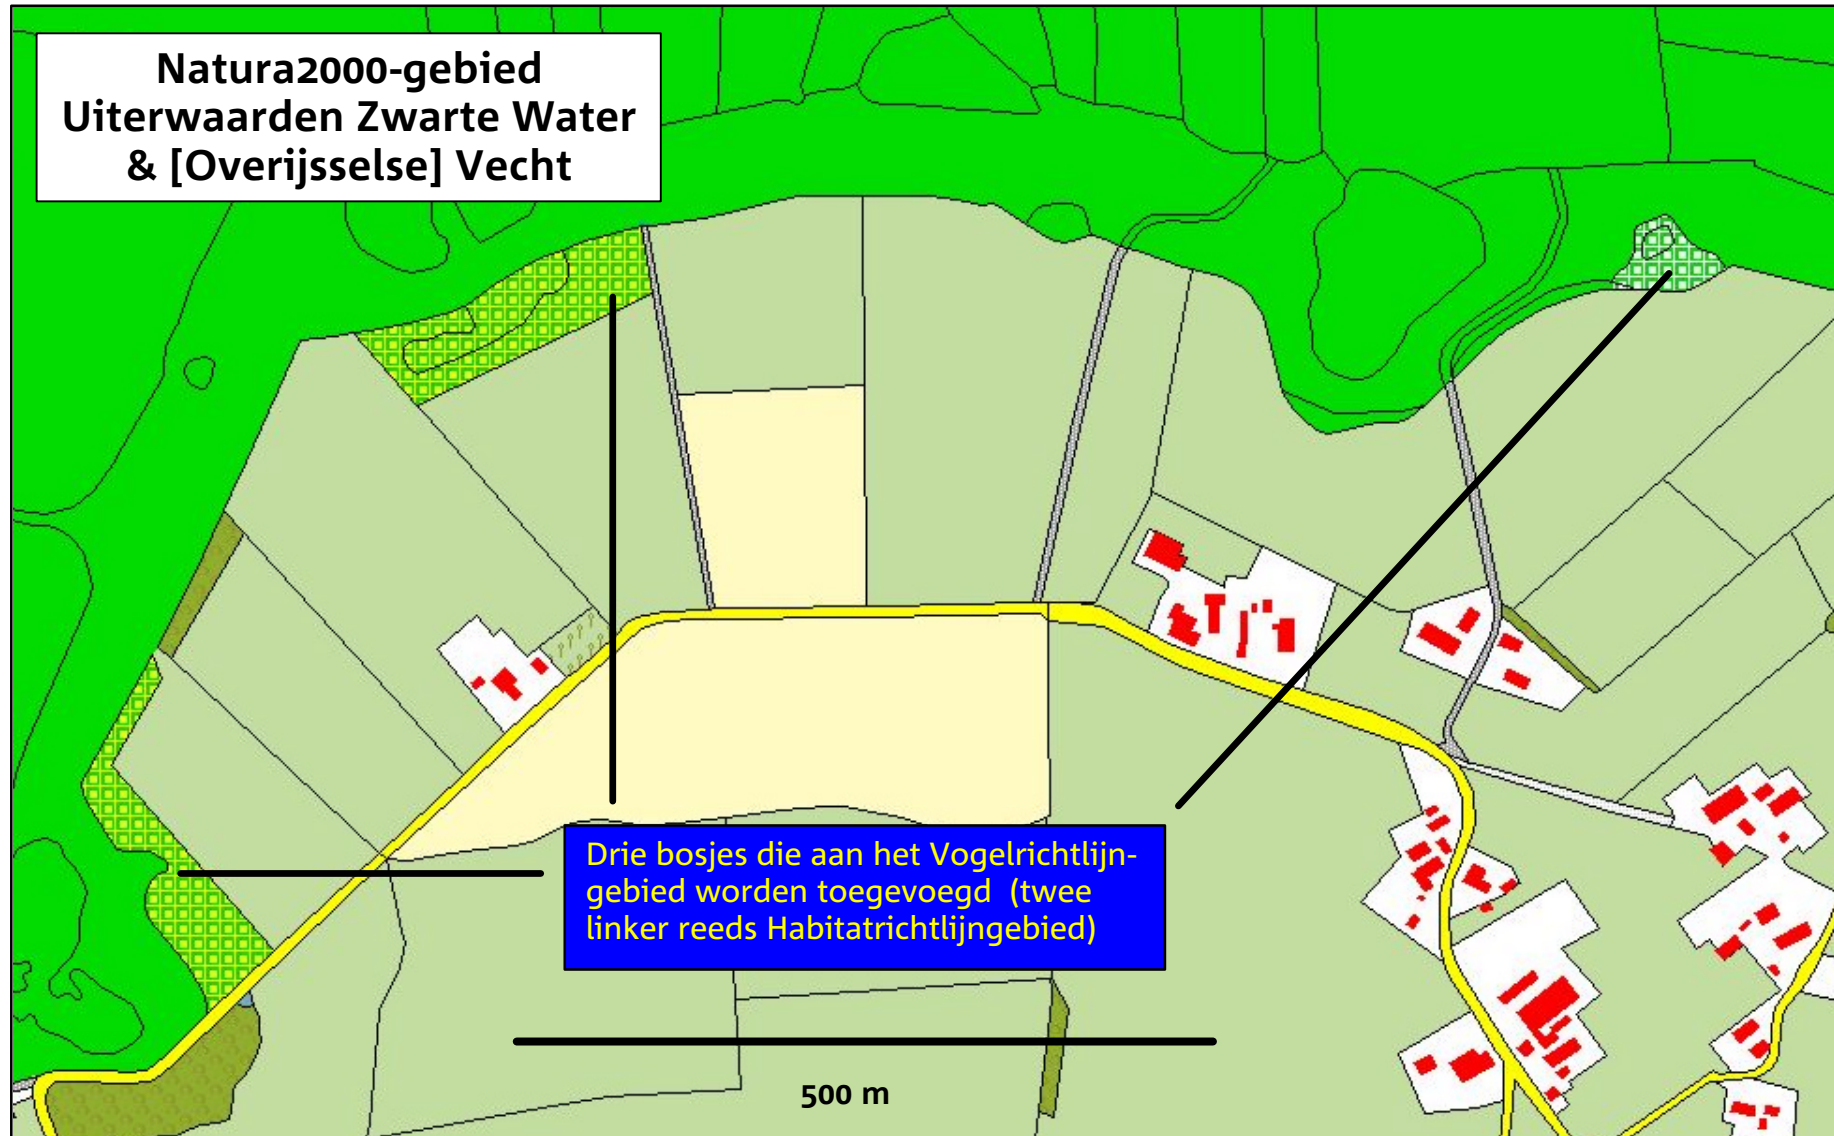 Natura2000-gebied
Uiterwaarden Zwarte Water
& [Overijsselse] Vecht
Drie bosjes die aan het Vogelrichtlijn-
gebied worden toegevoegd (twee
linker reeds Habitatrichtlijngebied)
500 m